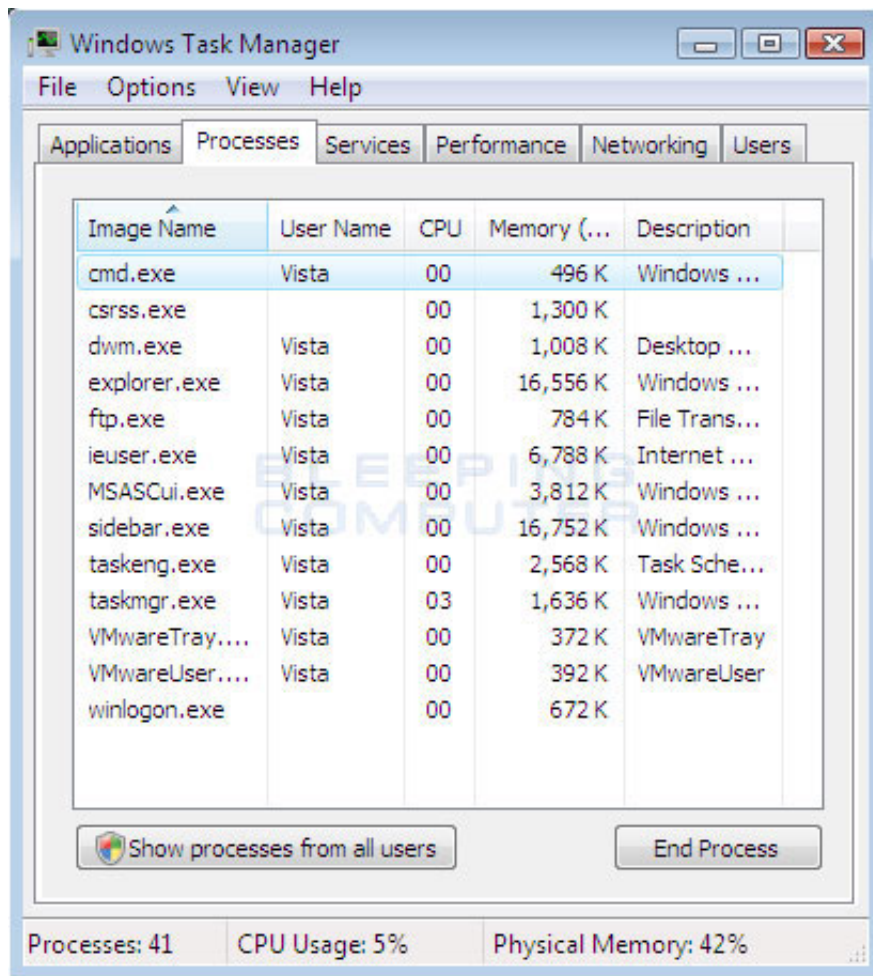 Windows Task Manager
File Options View Help
Applications Processes Services Performance Networking Users
Image Name User Name CPU Memory (... Description
cmd.exe Vista 00 496 K Windows ...
csrss.exe 00 1,300 K
dwm.exe Vista 00 1,008 K Desktop ...
explorer.exe Vista 00 16,556 K Windows ...
ftp.exe Vista 00 784 K File Trans...
ieuser.exe Vista 00 6,788 K Internet ...
MSASCui.exe Vista 00 3,812 K Windows ...
sidebar.exe Vista 00 16,752 K Windows ...
taskeng.exe Vista 00 2,568 K Task Sche...
taskmgr.exe Vista 03 1,636 K Windows ...
VMwareTray.... Vista 00 372 K VMwareTray
VMwareUser.... Vista 00 392 K VMwareUser
winlogon.exe 00 672 K
BLEEPING
COMPUTER
Show processes from all users End Process
Processes: 41 CPU Usage: 5% Physical Memory: 42%